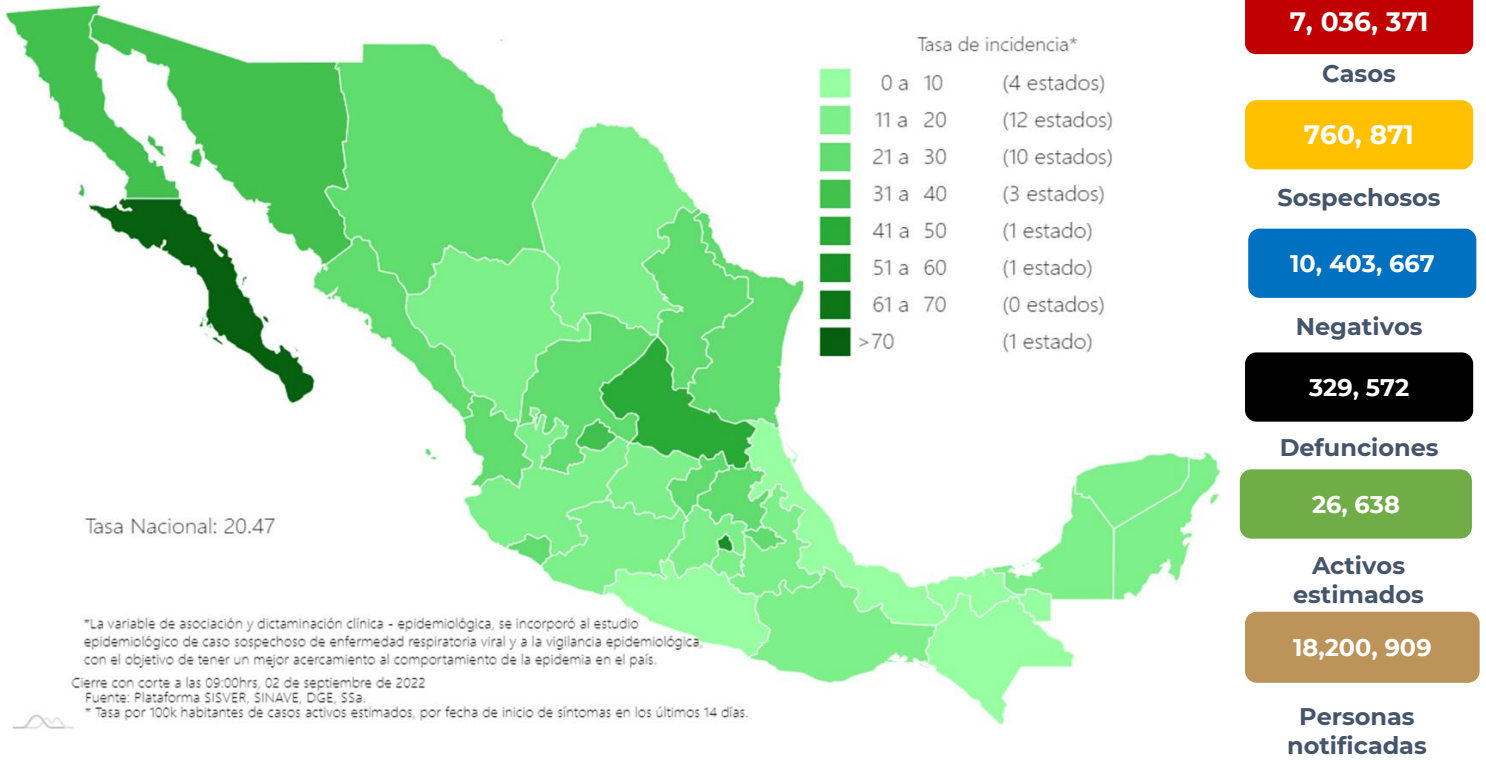 Tasa de incidencia*
0 a 10 (4 estados)
11 a 20 (12 estados)
21 a 30 (10 estados)
31 a 40 (3 estados)
41 a 50 (1 estado)
51 a 60 (1 estado)
61 a 70 (0 estados)
>70 (1 estado)
Tasa Nacional: 20.47
*La variable de asociación y dictaminación clínica - epidemiológica, se incorporó al estudio
epidemiológico de caso sospechoso de enfermedad respiratoria viral y a la vigilancia epidemiológica,
con el objetivo de tener un mejor acercamiento al comportamiento de la epidemia en el país.
Cierre con corte a las 09:00hrs, 02 de septiembre de 2022
Fuente: Plataforma SISVER, SINAVE, DGE, SSa.
* Tasa por 100k habitantes de casos activos estimados, por fecha de inicio de síntomas en los últimos 14 días.
7, 036, 371
Casos
760, 871
Sospechosos
10, 403, 667
Negativos
329, 572
Defunciones
26, 638
Activos
estimados
18,200, 909
Personas
notificadas